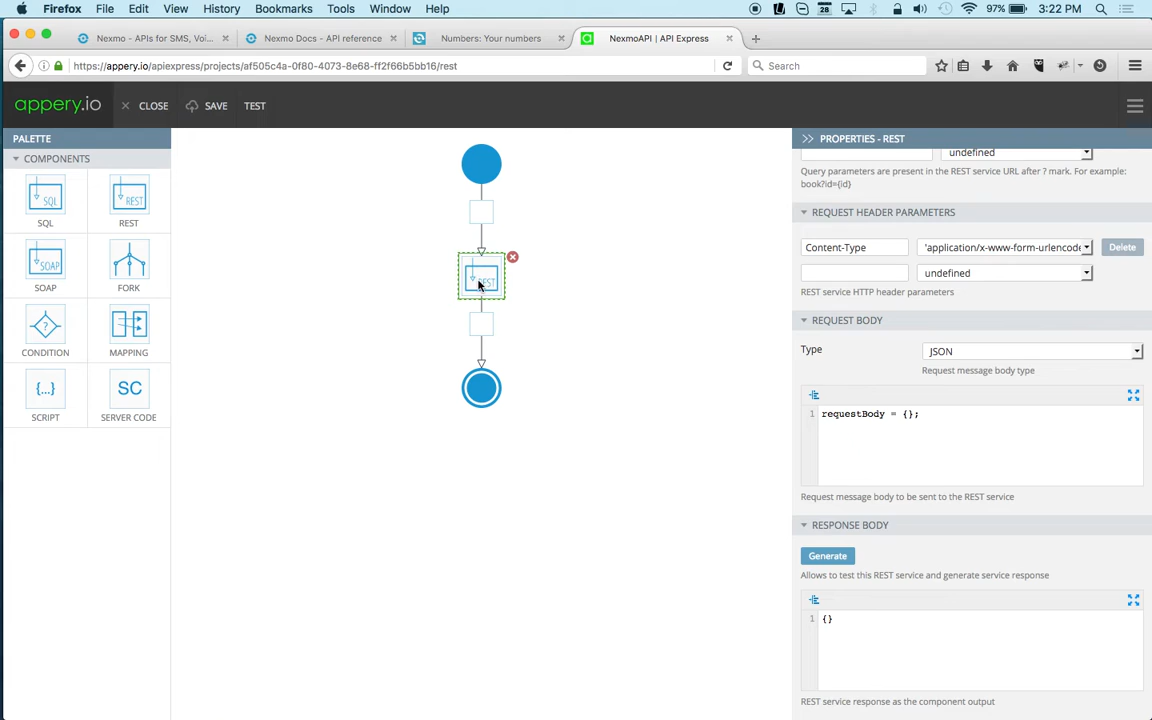 Firefox File Edit View History Bookmarks Tools Window Help 28 97% 3:22 PM
Nexmo - APIs for SMS, Voi... × Nexmo Docs - API reference × Numbers: Your numbers × NexmoAPI | API Express × +
https://appery.io/apiexpress/projects/af505c4a-0f80-4073-8e68-ff2f66b5bb16/rest Search
appery.io × CLOSE SAVE TEST
PALETTE
COMPONENTS
SQL REST
SQL REST
SOAP
SOAP FORK
?
CONDITION MAPPING
{...} SC
SCRIPT SERVER CODE
REST
PROPERTIES - REST
undefined
Query parameters are present in the REST service URL after ? mark. For example:
book?id={id}
REQUEST HEADER PARAMETERS
Content-Type 'application/x-www-form-urlencode Delete
undefined
REST service HTTP header parameters
REQUEST BODY
Type JSON
Request message body type
1 requestBody = {};
Request message body to be sent to the REST service
RESPONSE BODY
Generate
Allows to test this REST service and generate service response
1 {}
REST service response as the component output